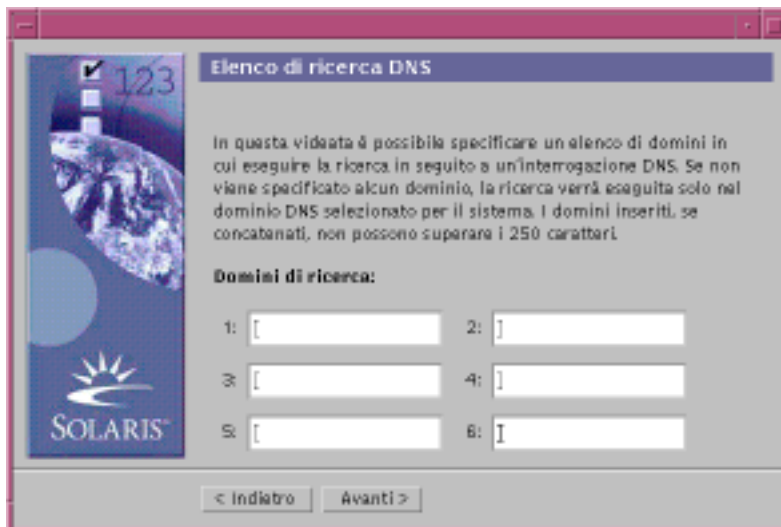 123
Elenco di ricerca DNS
In questa videata é possibile specificare un elenco di domini in
cui eseguire la ricerca in seguito a un'interrogazione DNS. Se non
viene specificato alcun dominio, la ricerca verrá eseguita solo nel
dominio DNS selezionato per il sistema. I domini inseriti, se
concatenati, non possono superare i 250 caratteri.
Domini di ricerca:
1: [ 2: ]
3: [ 4: ]
5: [ 6: ]
SOLARIS™
< Indietro Avanti >